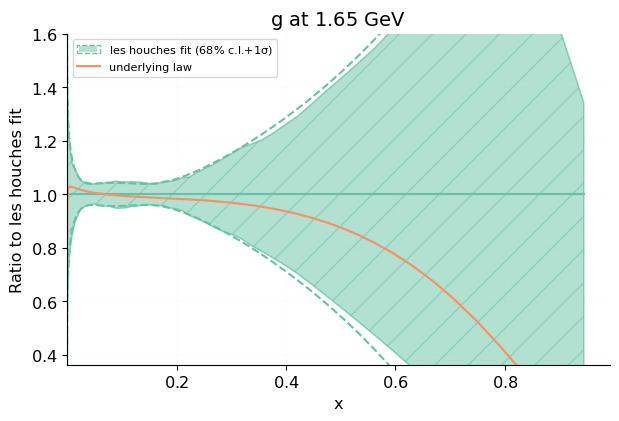 g at 1.65 GeV
les houches fit (68% c.l.+1σ)
underlying law
Ratio to les houches fit
1.6
1.4
1.2
1.0
0.8
0.6
0.4
0.2
0.4
0.6
0.8
x